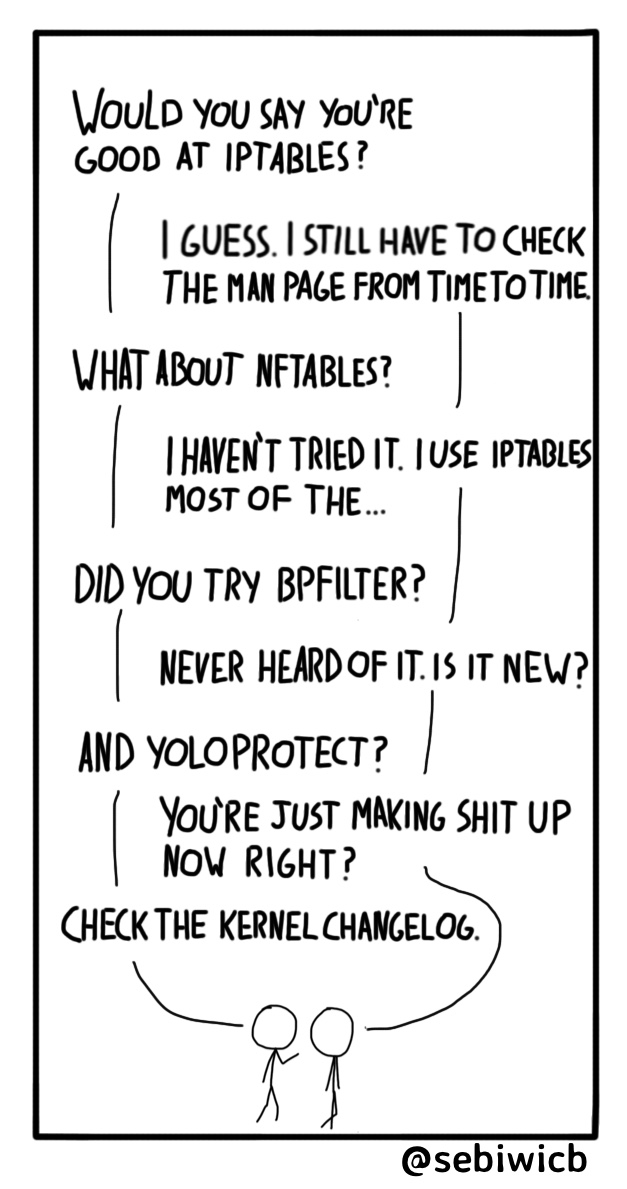 WOULD YOU SAY YOU'RE
GOOD AT IPTABLES?
I GUESS. I STILL HAVE TO CHECK
THE MAN PAGE FROM TIME TO TIME.
WHAT ABOUT NFTABLES?
I HAVEN'T TRIED IT. I USE IPTABLES
MOST OF THE...
DID YOU TRY BPFILTER?
NEVER HEARD OF IT. IS IT NEW?
AND YOLOPROTECT?
YOU'RE JUST MAKING SHIT UP
NOW RIGHT?
CHECK THE KERNEL CHANGELOG.
@sebiwicb